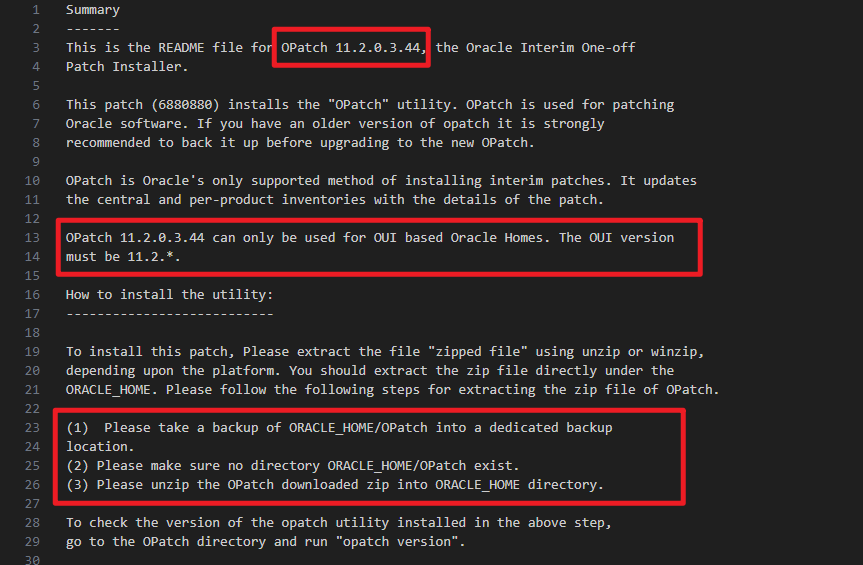 1 Summary
2 -------
3 This is the README file for OPatch 11.2.0.3.44, the Oracle Interim One-off
4 Patch Installer.
5
6 This patch (6880880) installs the "OPatch" utility. OPatch is used for patching
7 Oracle software. If you have an older version of opatch it is strongly
8 recommended to back it up before upgrading to the new OPatch.
9
10 OPatch is Oracle's only supported method of installing interim patches. It updates
11 the central and per-product inventories with the details of the patch.
12
13 OPatch 11.2.0.3.44 can only be used for OUI based Oracle Homes. The OUI version
14 must be 11.2.*.
15
16 How to install the utility:
17 ---------------------------
18
19 To install this patch, Please extract the file "zipped file" using unzip or winzip,
20 depending upon the platform. You should extract the zip file directly under the
21 ORACLE_HOME. Please follow the following steps for extracting the zip file of OPatch.
22
23 (1)  Please take a backup of ORACLE_HOME/OPatch into a dedicated backup
24 location.
25 (2) Please make sure no directory ORACLE_HOME/OPatch exist.
26 (3) Please unzip the OPatch downloaded zip into ORACLE_HOME directory.
27
28 To check the version of the opatch utility installed in the above step,
29 go to the OPatch directory and run "opatch version".
30